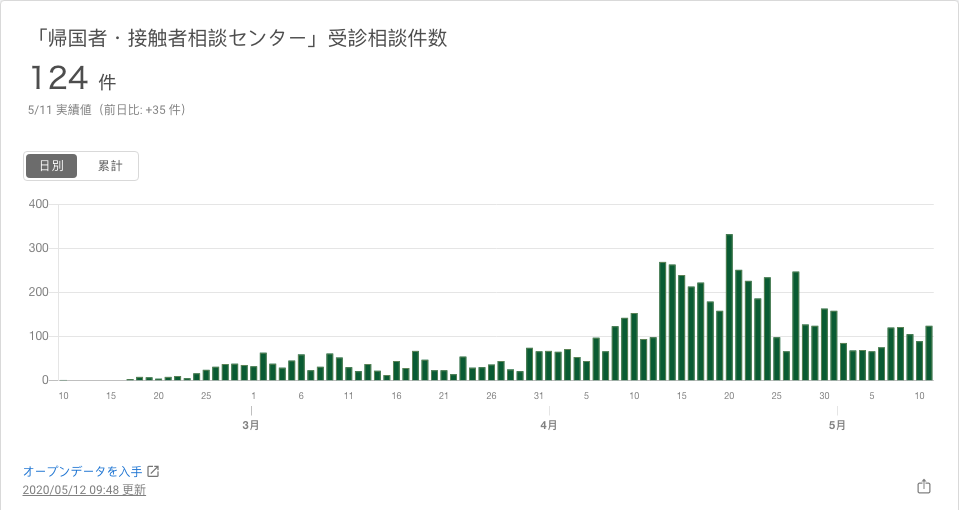 「帰国者・接触者相談センター」受診相談件数
124 件
5/11 実績値（前日比: +35 件）
日別 累計
400
300
200
100
0
10 15 20 25 1 6 11 16 21 26 31 5 10 15 20 25 30 5 10
3月 4月 5月
オープンデータを入手
2020/05/12 09:48 更新